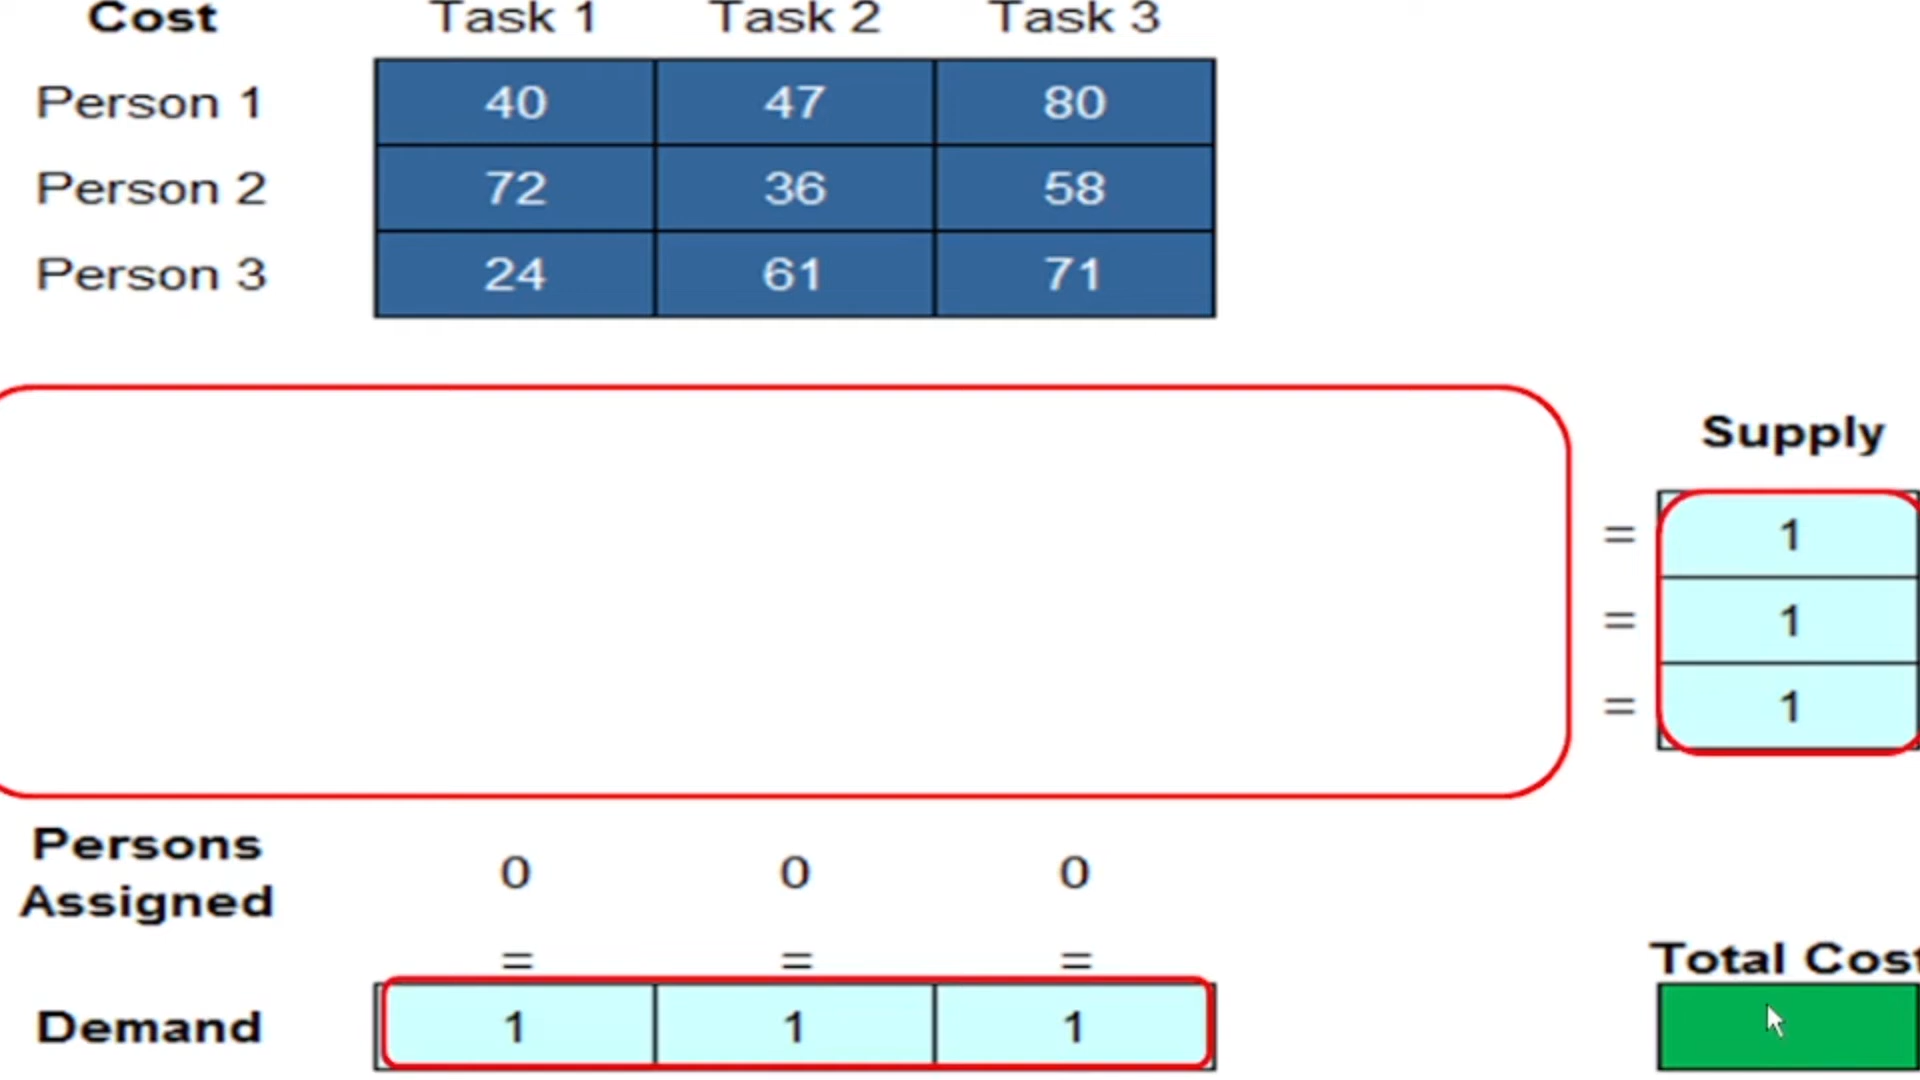 Cost Task 1 Task 2 Task 3
Person 1 40 47 80
Person 2 72 36 58
Person 3 24 61 71
Supply
= 1
= 1
= 1
Persons
Assigned 0 0 0
= = =
Total Cost
Demand 1 1 1